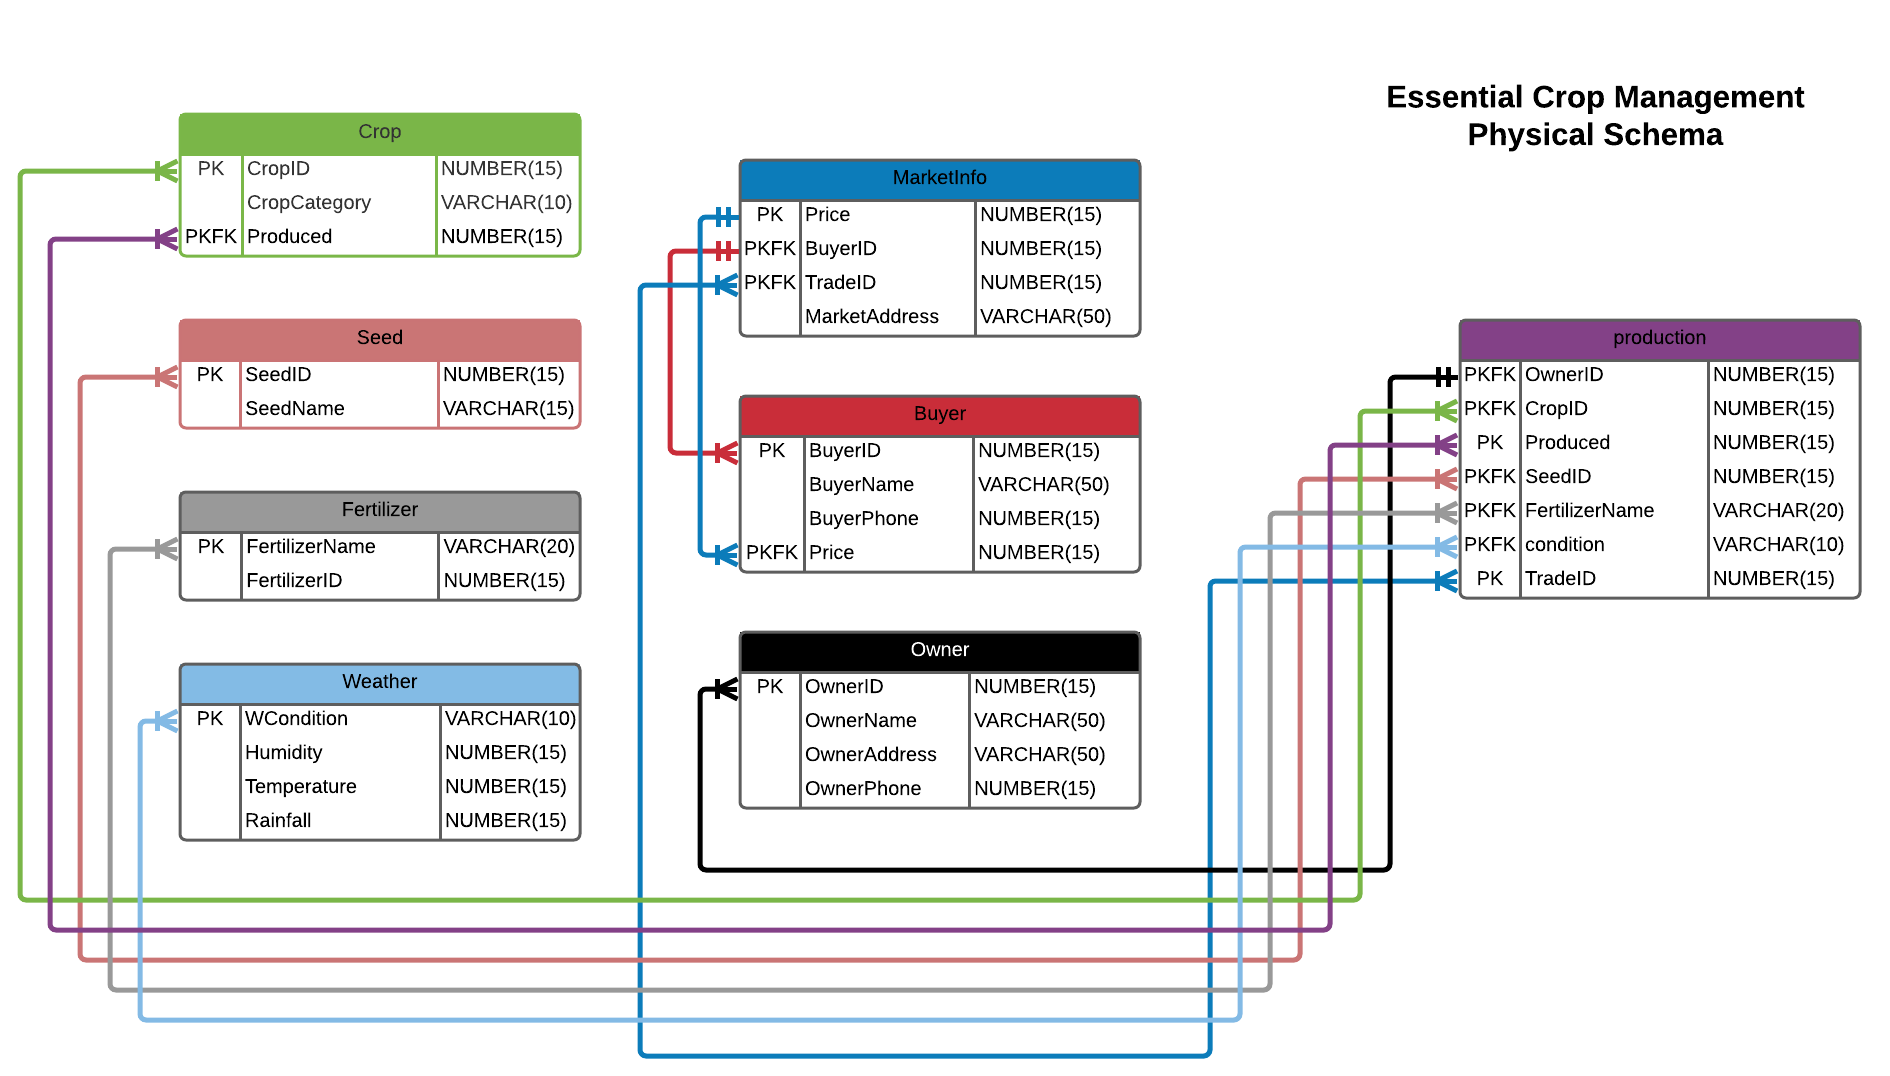 Essential Crop Management
Physical Schema
Crop
PK CropID NUMBER(15)
CropCategory VARCHAR(10)
PKFK Produced NUMBER(15)
Seed
PK SeedID NUMBER(15)
SeedName VARCHAR(15)
Fertilizer
PK FertilizerName VARCHAR(20)
FertilizerID NUMBER(15)
Weather
PK WCondition VARCHAR(10)
Humidity NUMBER(15)
Temperature NUMBER(15)
Rainfall NUMBER(15)
MarketInfo
PK Price NUMBER(15)
PKFK BuyerID NUMBER(15)
PKFK TradeID NUMBER(15)
MarketAddress VARCHAR(50)
Buyer
PK BuyerID NUMBER(15)
BuyerName VARCHAR(50)
BuyerPhone NUMBER(15)
PKFK Price NUMBER(15)
Owner
PK OwnerID NUMBER(15)
OwnerName VARCHAR(50)
OwnerAddress VARCHAR(50)
OwnerPhone NUMBER(15)
production
PKFK OwnerID NUMBER(15)
PKFK CropID NUMBER(15)
PK Produced NUMBER(15)
PKFK SeedID NUMBER(15)
PKFK FertilizerName VARCHAR(20)
PKFK condition VARCHAR(10)
PK TradeID NUMBER(15)